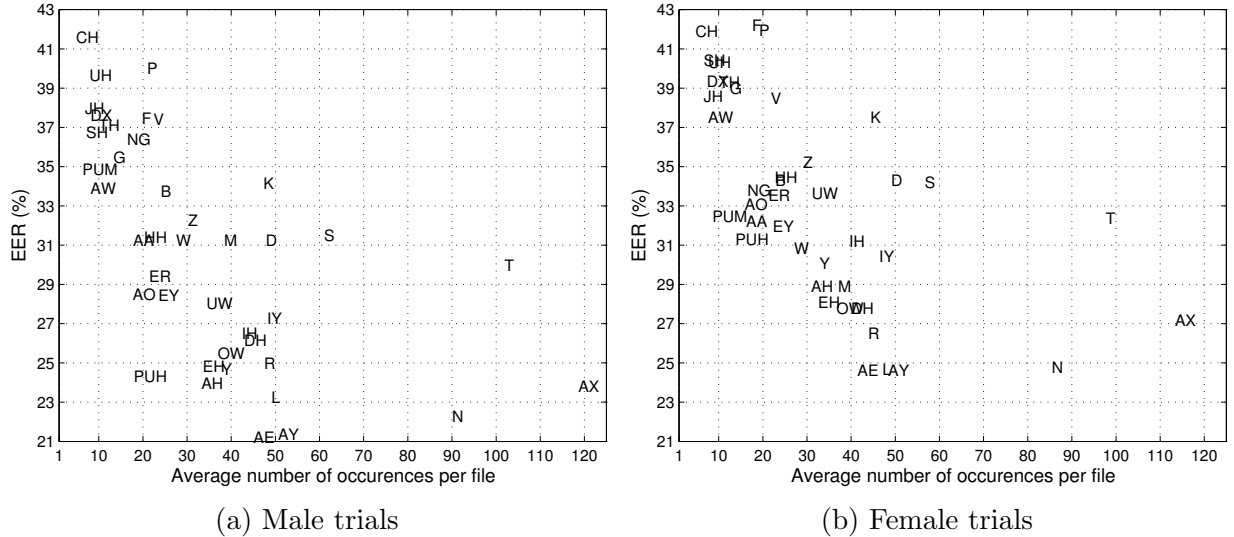 43
41
39
37
35
33
31
29
27
25
23
21
EER (%)
CH
UH
P
JH
DX
TH
F
V
SH
NG
G
PUM
AW
B
K
Z
AA
HH
W
M
D
S
T
ER
AO
EY
UW
IY
IH
DH
OW
R
EH
Y
PUH
AH
AX
L
N
AE
AY
1 10 20 30 40 50 60 70 80 90 100 110 120
Average number of occurences per file
(a) Male trials
43
41
39
37
35
33
31
29
27
25
23
21
EER (%)
CH
F
P
SH
UH
DX
TH
G
JH
V
AW
K
Z
HH
B
D
S
NG
ER
UW
AO
PUM
AA
EY
T
PUH
IH
W
IY
Y
AH
M
EH
OW
W
DH
AX
R
AE
L
AY
N
1 10 20 30 40 50 60 70 80 90 100 110 120
Average number of occurences per file
(b) Female trials